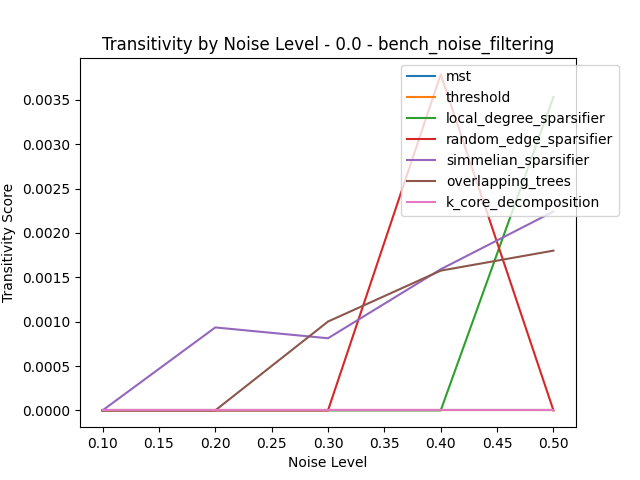 Transitivity by Noise Level - 0.0 - bench_noise_filtering
Transitivity Score
0.0035
0.0030
0.0025
0.0020
0.0015
0.0010
0.0005
0.0000
mst
threshold
local_degree_sparsifier
random_edge_sparsifier
simmelian_sparsifier
overlapping_trees
k_core_decomposition
0.10 0.15 0.20 0.25 0.30 0.35 0.40 0.45 0.50
Noise Level